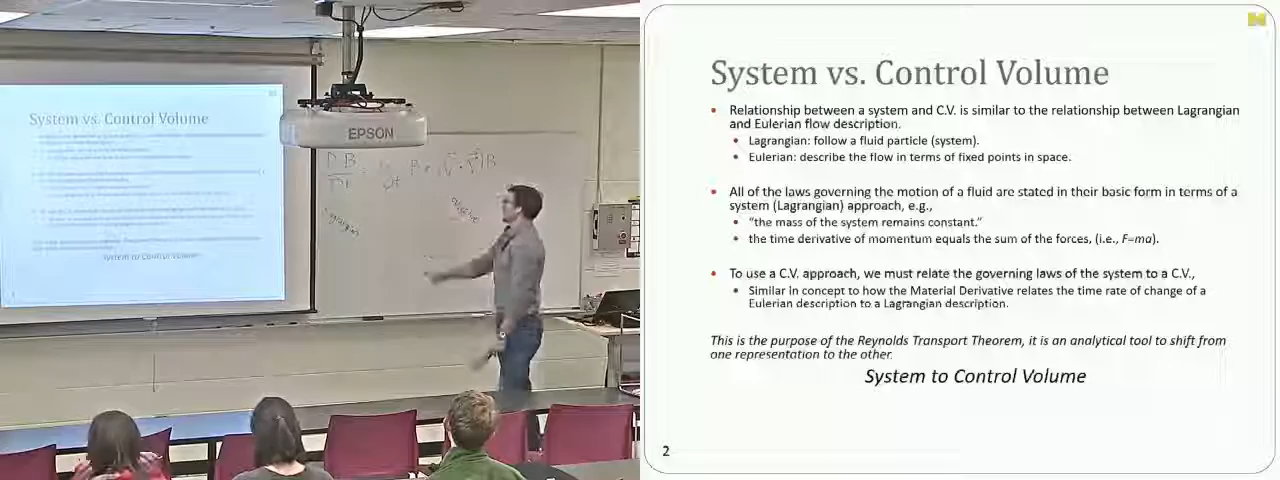 System vs. Control Volume
System to Control Volume
EPSON
System vs. Control Volume
• Relationship between a system and C.V. is similar to the relationship between Lagrangian
and Eulerian flow description.
• Lagrangian: follow a fluid particle (system).
• Eulerian: describe the flow in terms of fixed points in space.
• All of the laws governing the motion of a fluid are stated in their basic form in terms of a
system (Lagrangian) approach, e.g.,
• “the mass of the system remains constant.”
• the time derivative of momentum equals the sum of the forces, (i.e., F=ma).
• To use a C.V. approach, we must relate the governing laws of the system to a C.V.,
• Similar in concept to how the Material Derivative relates the time rate of change of a
Eulerian description to a Lagrangian description.
This is the purpose of the Reynolds Transport Theorem, it is an analytical tool to shift from
one representation to the other.
System to Control Volume
2